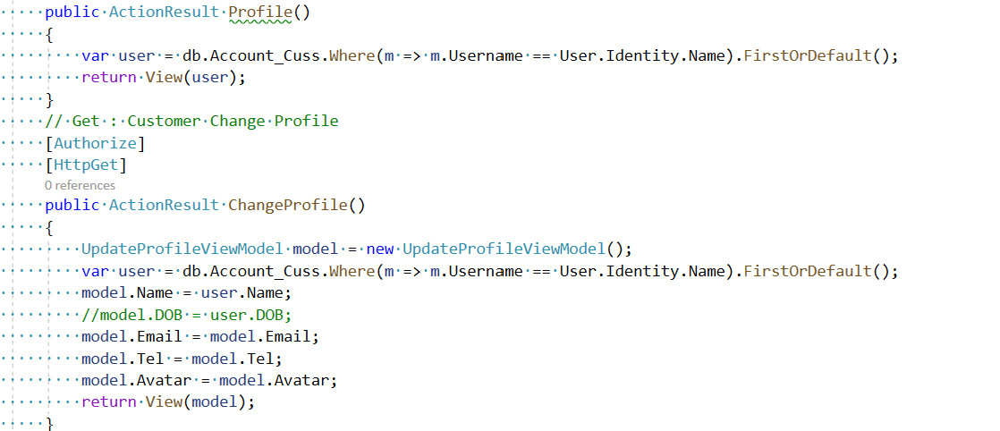 public ActionResult Profile()
{
var user = db.Account_Cuss.Where(m => m.Username == User.Identity.Name).FirstOrDefault();
return View(user);
}
// Get : Customer Change Profile
[Authorize]
[HttpGet]
0 references
public ActionResult ChangeProfile()
{
UpdateProfileViewModel model = new UpdateProfileViewModel();
var user = db.Account_Cuss.Where(m => m.Username == User.Identity.Name).FirstOrDefault();
model.Name = user.Name;
//model.DOB = user.DOB;
model.Email = model.Email;
model.Tel = model.Tel;
model.Avatar = model.Avatar;
return View(model);
}